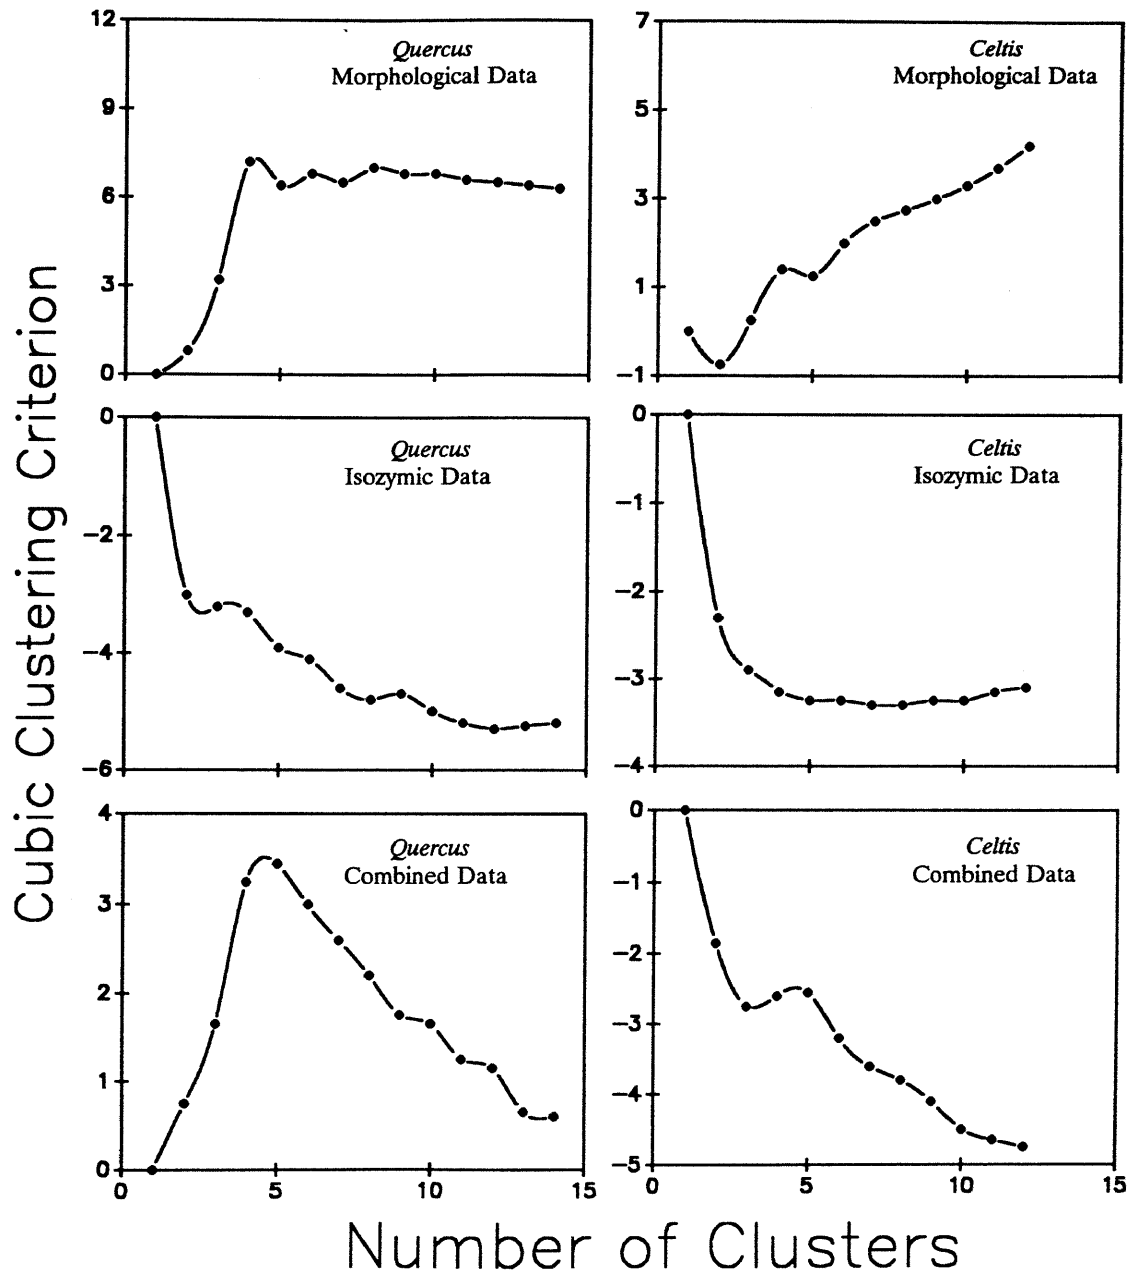 Cubic Clustering Criterion
12
9
6
3
0
Quercus
Morphological Data
7
5
3
1
−1
Celtis
Morphological Data
0
−2
−4
−6
Quercus
Isozymic Data
0
−1
−2
−3
−4
Celtis
Isozymic Data
4
3
2
1
0
Quercus
Combined Data
0 5 10 15
0
−1
−2
−3
−4
−5
Celtis
Combined Data
0 5 10 15
Number of Clusters